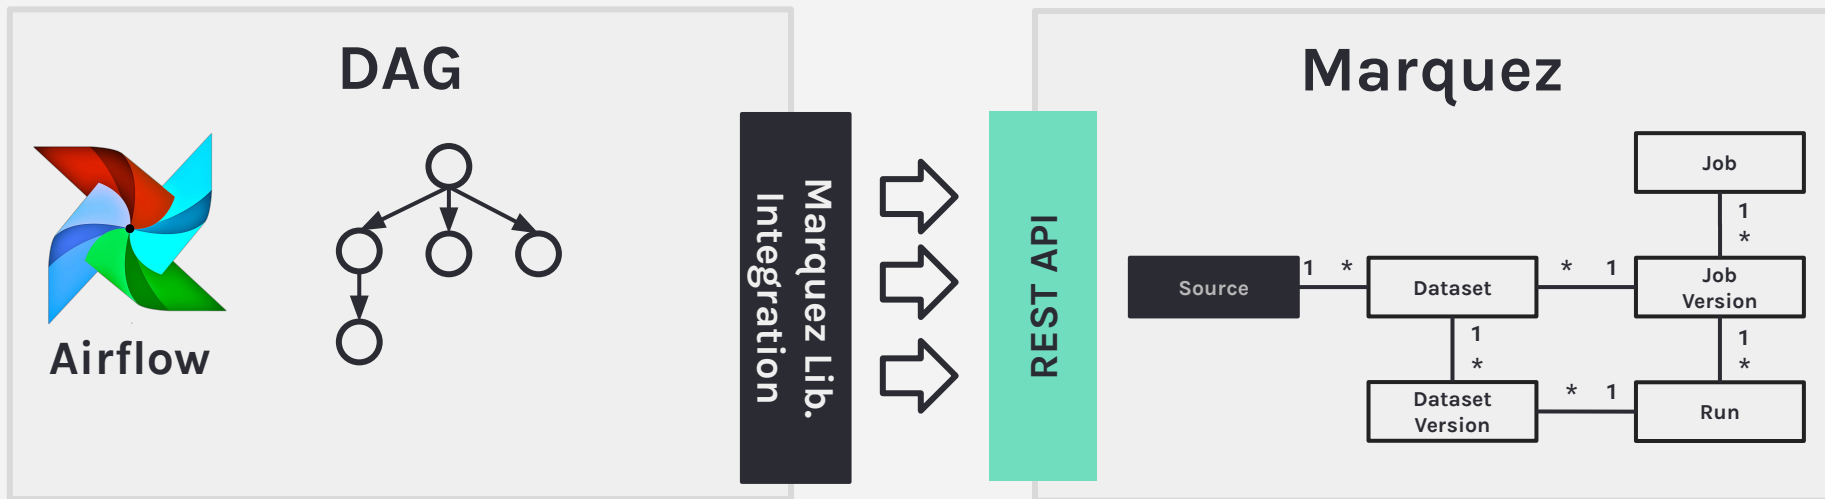 DAG
Airflow
Marquez Lib.
Integration
REST API
Marquez
Job
1
*
Source
1 *
Dataset
* 1
Job
Version
1
*
1
*
Dataset
Version
* 1
Run